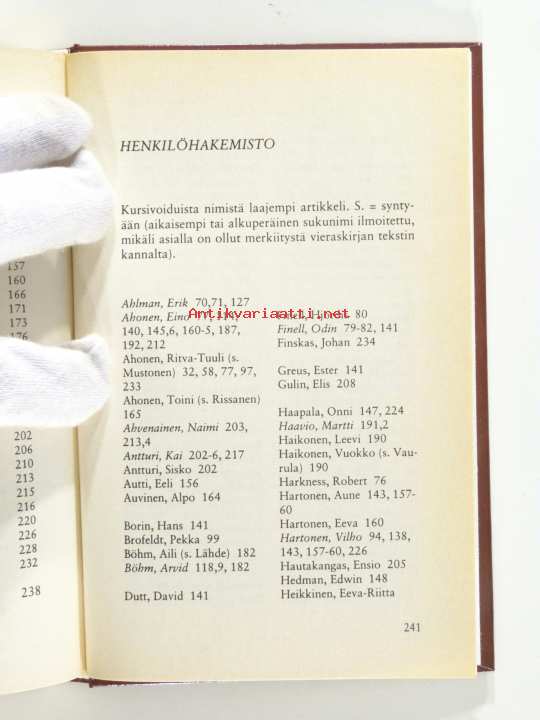 157
160
166
171
173
176
202
206
210
213
215
216
220
226
228
232
238
HENKILÖHAKEMISTO
Kursivoiduista nimistä laajempi artikkeli. S. = synty-
ään (aikaisempi tai alkuperäinen sukunimi ilmoitettu,
mikäli asialla on ollut merkiitystä vieraskirjan tekstin
kannalta).
Ahlman, Erik 70,71, 127
Ahonen, Eino
140, 145,6, 160-5, 187,
192, 212
Ahonen, Ritva-Tuuli (s.
Mustonen) 32, 58, 77, 97,
233
Ahonen, Toini (s. Rissanen)
165
Ahvenainen, Naimi 203,
213,4
Antturi, Kai 202-6, 217
Antturi, Sisko 202
Autti, Eeli 156
Auvinen, Alpo 164
Borin, Hans 141
Brofeldt, Pekka 99
Böhm, Aili (s. Lähde) 182
Böhm, Arvid 118,9, 182
Dutt, David 141
Antikvariaatti.net
80
Finell, Odin 79-82, 141
Finskas, Johan 234
Greus, Ester 141
Gulin, Elis 208
Haapala, Onni 147, 224
Haavio, Martti 191,2
Haikonen, Leevi 190
Haikonen, Vuokko (s. Vau-
rula) 190
Harkness, Robert 76
Hartonen, Aune 143, 157-
60
Hartonen, Eeva 160
Hartonen, Vilho 94, 138,
143, 157-60, 226
Hautakangas, Ensio 205
Hedman, Edwin 148
Heikkinen, Eeva-Riitta
241